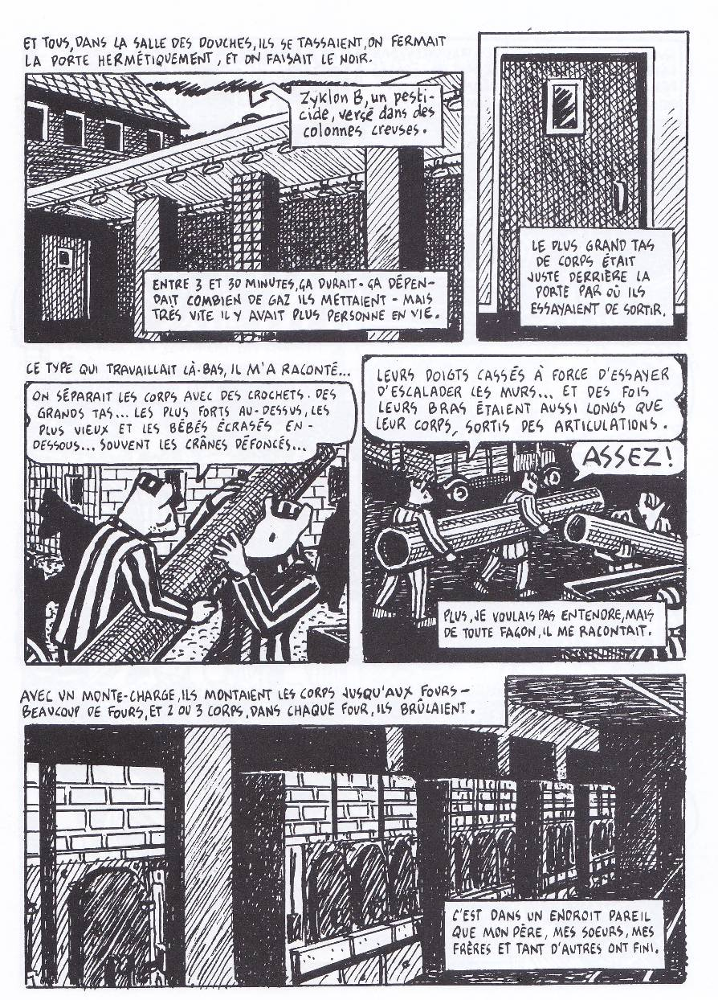 ET TOUS, DANS LA SALLE DES DOUCHES, ILS SE TASSAIENT, ON FERMAIT
LA PORTE HERMÉTIQUEMENT, ET ON FAISAIT LE NOIR.
Zyklon B, un pesti-
cide, versé dans des
colonnes creuses.
ENTRE 3 ET 30 MINUTES, ÇA DURAIT - ÇA DÉPEN-
DAIT COMBIEN DE GAZ ILS METTAIENT - MAIS
TRÈS VITE IL Y AVAIT PLUS PERSONNE EN VIE.
LE PLUS GRAND TAS
DE CORPS ÉTAIT
JUSTE DERRIÈRE LA
PORTE PAR OÙ ILS
ESSAYAIENT DE SORTIR.
CE TYPE QUI TRAVAILLAIT LÀ-BAS, IL M'A RACONTÉ...
ON SÉPARAIT LES CORPS AVEC DES CROCHETS. DES
GRANDS TAS... LES PLUS FORTS AU-DESSUS, LES
PLUS VIEUX ET LES BÉBÉS ÉCRASÉS EN-
DESSOUS... SOUVENT LES CRÂNES DÉFONCÉS...
LEURS DOIGTS CASSÉS À FORCE D'ESSAYER
D'ESCALADER LES MURS... ET DES FOIS
LEURS BRAS ÉTAIENT AUSSI LONGS QUE
LEUR CORPS, SORTIS DES ARTICULATIONS.
ASSEZ!
PLUS, JE VOULAIS PAS ENTENDRE, MAIS
DE TOUTE FAÇON, IL ME RACONTAIT.
AVEC UN MONTE-CHARGE, ILS MONTAIENT LES CORPS JUSQU'AUX FOURS -
BEAUCOUP DE FOURS, ET 2 OU 3 CORPS, DANS CHAQUE FOUR, ILS BRÛLAIENT.
C'EST DANS UN ENDROIT PAREIL
QUE MON PÈRE, MES SOEURS, MES
FRÈRES ET TANT D'AUTRES ONT FINI.